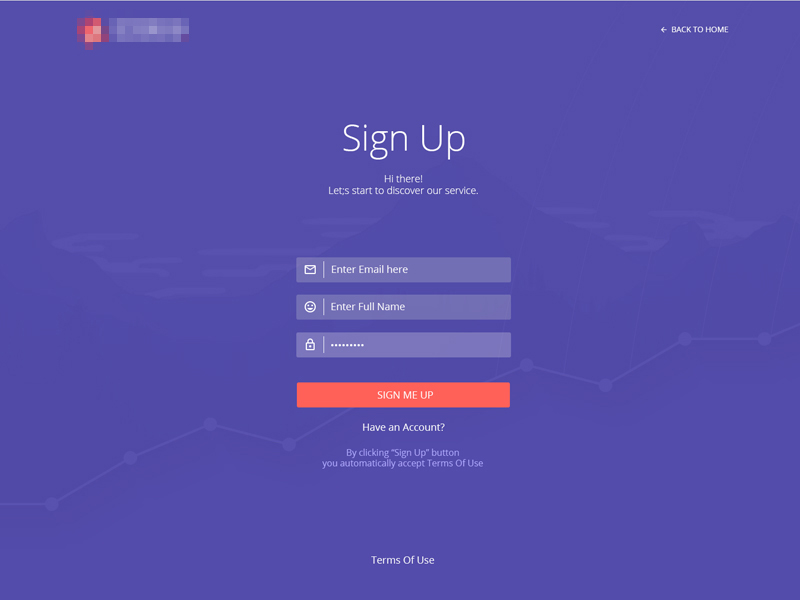 BACK TO HOME
Sign Up
Hi there!
Let;s start to discover our service.
Enter Email here
Enter Full Name
•••••••••
SIGN ME UP
Have an Account?
By clicking “Sign Up” button
you automatically accept Terms Of Use
Terms Of Use